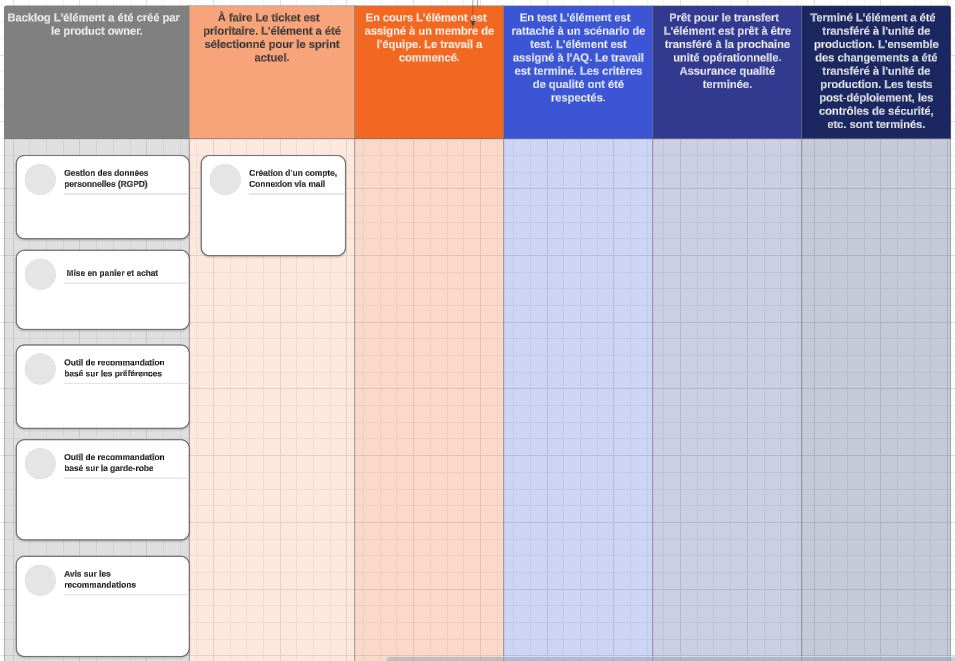 Backlog L'élément a été créé par
le product owner.
À faire Le ticket est
prioritaire. L'élément a été
sélectionné pour le sprint
actuel.
En cours L'élément est
assigné à un membre de
l'équipe. Le travail a
commencé.
En test L'élément est
rattaché à un scénario de
test. L'élément est
assigné à l'AQ. Le travail
est terminé. Les critères
de qualité ont été
respectés.
Prêt pour le transfert
L'élément est prêt à être
transféré à la prochaine
unité opérationnelle.
Assurance qualité
terminée.
Terminé L'élément a été
transféré à l'unité de
production. L'ensemble
des changements a été
transféré à l'unité de
production. Les tests
post-déploiement, les
contrôles de sécurité,
etc. sont terminés.
Gestion des données
personnelles (RGPD)
Mise en panier et achat
Outil de recommandation
basé sur les préférences
Outil de recommandation
basé sur la garde-robe
Avis sur les
recommandations
Création d'un compte,
Connexion via mail